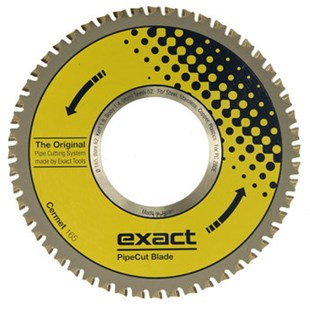 The Original
Pipe Cutting System
made by Exact Tools
Cermet 165
exact
PipeCut Blade